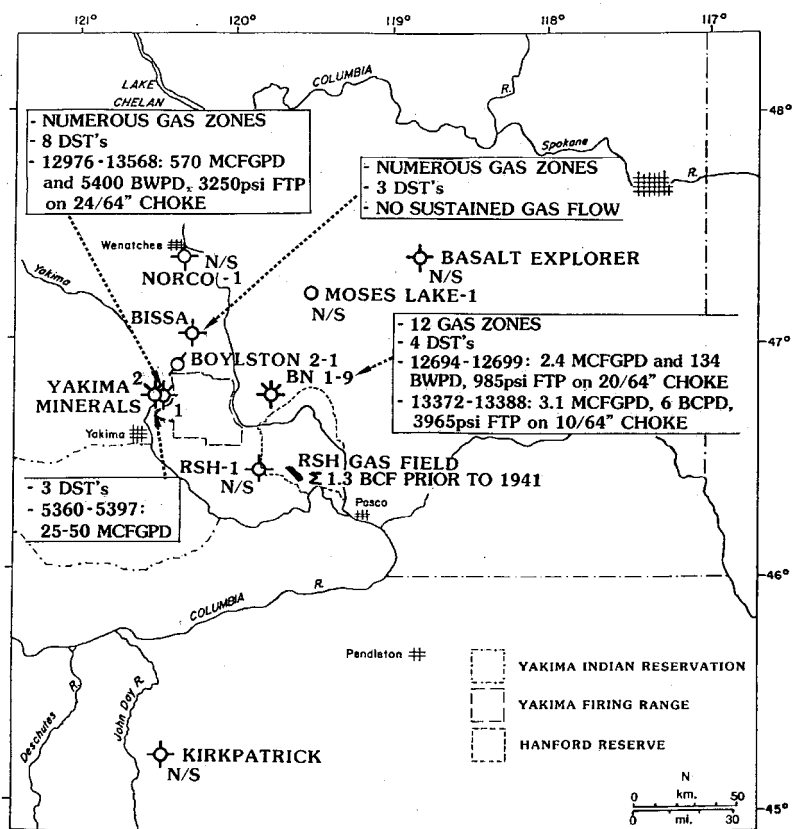 121°
120°
119°
118°
117°
LAKE
CHELAN
COLUMBIA
R.
48°
- NUMEROUS GAS ZONES
- 8 DST's
- 12976-13568: 570 MCFGPD
and 5400 BWPD, 3250psi FTP
on 24/64" CHOKE
Spokane
R.
- NUMEROUS GAS ZONES
- 3 DST's
- NO SUSTAINED GAS FLOW
Wenatchee
N/S
NORCO -1
BASALT EXPLORER
N/S
Yakima
MOSES LAKE-1
N/S
BISSA
47°
BOYLSTON 2-1
- 12 GAS ZONES
- 4 DST's
- 12694-12699: 2.4 MCFGPD and 134
BWPD, 985psi FTP on 20/64" CHOKE
- 13372-13388: 3.1 MCFGPD, 6 BCPD,
3965psi FTP on 10/64" CHOKE
BN 1-9
2
YAKIMA
MINERALS
1
Yakima
RSH-1
N/S
RSH GAS FIELD
Σ 1.3 BCF PRIOR TO 1941
Pasco
- 3 DST's
- 5360-5397:
25-50 MCFGPD
46°
COLUMBIA
R.
Pendleton
YAKIMA INDIAN RESERVATION
YAKIMA FIRING RANGE
HANFORD RESERVE
Deschutes
R.
John Day R.
KIRKPATRICK
N/S
N
km.
0 50
0 mi. 30
45°